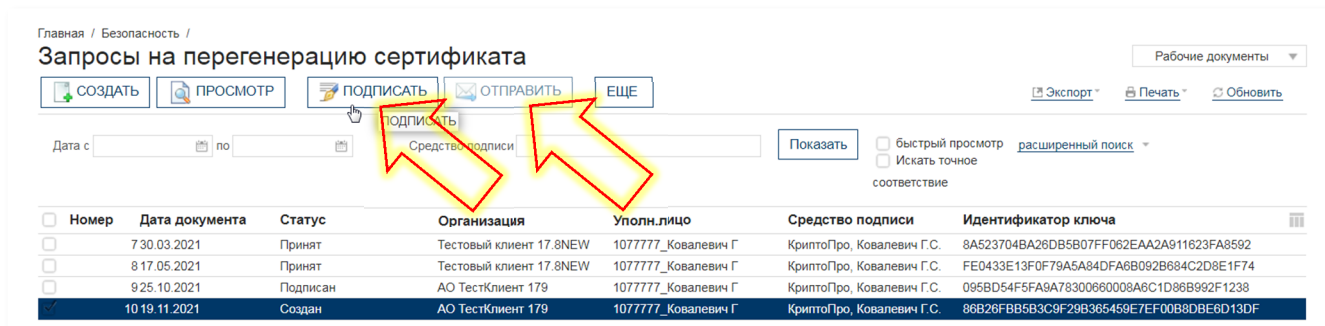 Главная / Безопасность /
Запросы на перегенерацию сертификата
Рабочие документы
СОЗДАТЬ ПРОСМОТР ПОДПИСАТЬ ОТПРАВИТЬ ЕЩЕ
Экспорт Печать Обновить
ПОДПИСАТЬ
Дата с по Средство подписи Показать быстрый просмотр расширенный поиск
Искать точное
соответствие
Номер Дата документа Статус Организация Уполн.лицо Средство подписи Идентификатор ключа
7 30.03.2021 Принят Тестовый клиент 17.8NEW 1077777_Ковалевич Г КриптоПро, Ковалевич Г.С. 8A523704BA26DB5B07FF062EAA2A911623FA8592
8 17.05.2021 Принят Тестовый клиент 17.8NEW 1077777_Ковалевич Г КриптоПро, Ковалевич Г.С. FE0433E13F0F79A5A84DFA6B092B684C2D8E1F74
9 25.10.2021 Подписан АО ТестКлиент 179 1077777_Ковалевич Г КриптоПро, Ковалевич Г.С. 095BD54F5FA9A78300660008A6C1D86B992F1238
10 19.11.2021 Создан АО ТестКлиент 179 1077777_Ковалевич Г КриптоПро, Ковалевич Г.С. 86B26FBB5B3C9F29B365459E7EF00B8DBE6D13DF